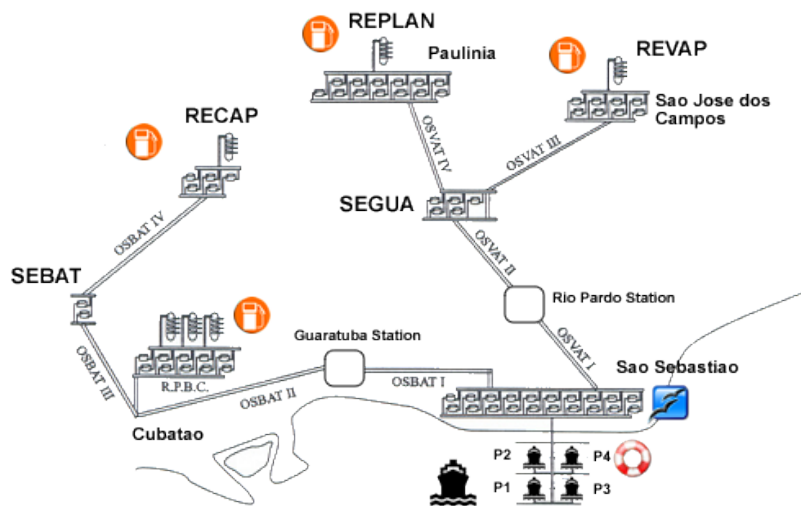 REPLAN
Paulinia
REVAP
Sao Jose dos
Campos
RECAP
OSVAT IV
OSVAT III
SEGUA
OSBAT IV
OSVAT II
SEBAT
Rio Pardo Station
Guaratuba Station
OSVAT I
Sao Sebastiao
OSBAT III
R.P.B.C.
OSBAT I
OSBAT II
Cubatao
P2
P4
P1
P3